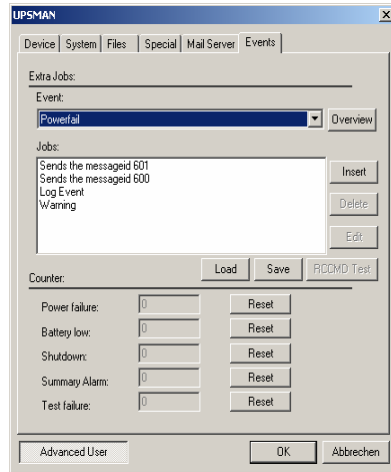 UPSMAN
Device System Files Special Mail Server Events
Extra Jobs:
Event:
Powerfail Overview
Jobs:
Sends the messageid 601
Sends the messageid 600
Log Event
Warning
Insert
Delete
Edit
Load Save RCCMD Test
Counter:
Power failure: 0 Reset
Battery low: 0 Reset
Shutdown: 0 Reset
Summary Alarm: 0 Reset
Test failure: 0 Reset
Advanced User OK Abbrechen